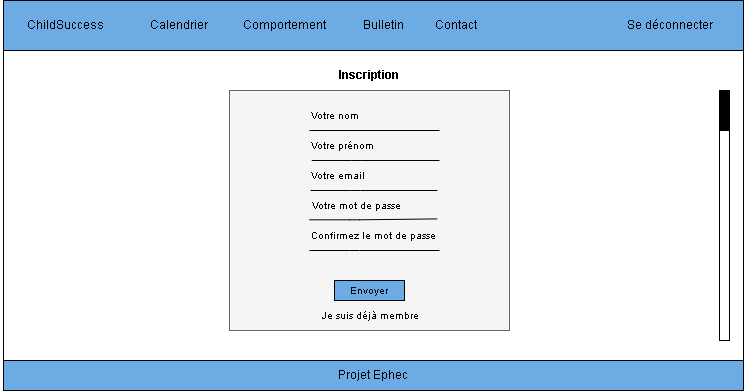 ChildSuccess Calendrier Comportement Bulletin Contact Se déconnecter
Inscription
Votre nom
Votre prénom
Votre email
Votre mot de passe
Confirmez le mot de passe
Envoyer
Je suis déjà membre
Projet Ephec